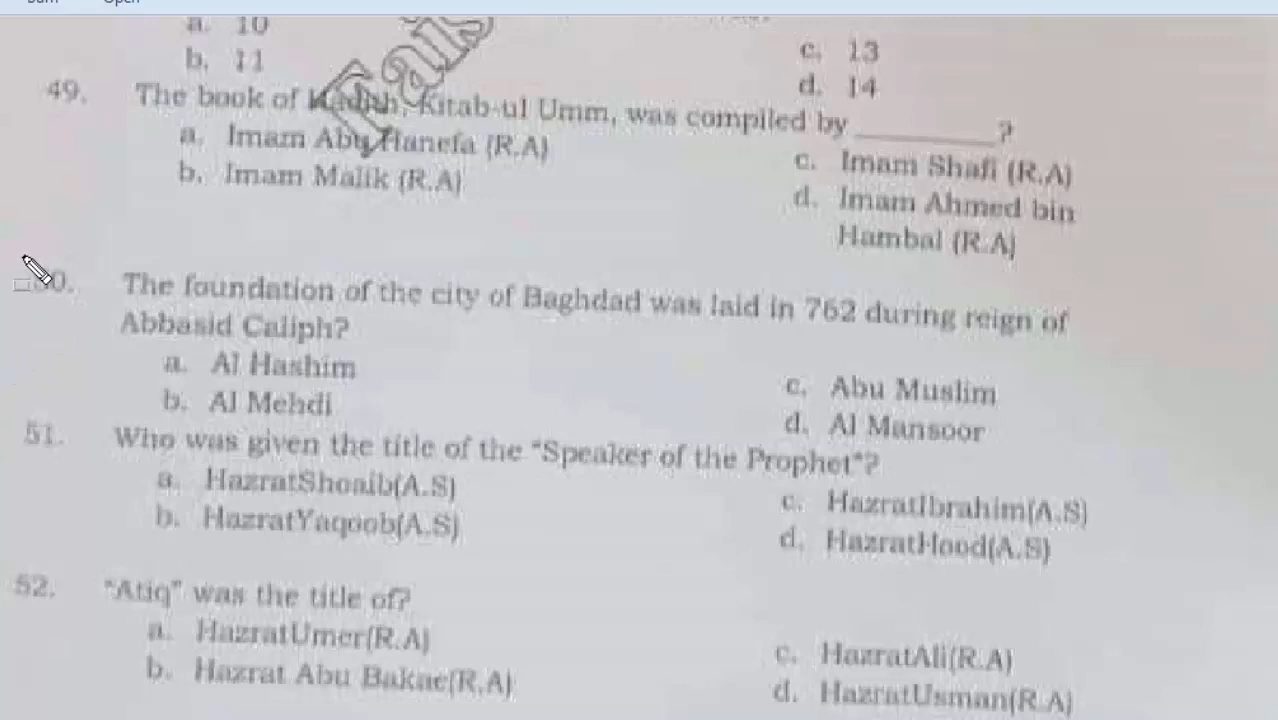 Open
a. 10
b. 11
c. 13
d. 14
49. The book of Hadith, Kitab-ul Umm, was compiled by ________?
a. Imam Abu Hanefa (R.A)
b. Imam Malik (R.A)
c. Imam Shafi (R.A)
d. Imam Ahmed bin
Hambal (R.A)
50. The foundation of the city of Baghdad was laid in 762 during reign of
Abbasid Caliph?
a. Al Hashim
b. Al Mehdi
c. Abu Muslim
d. Al Mansoor
51. Who was given the title of the "Speaker of the Prophet"?
a. HazratShoaib(A.S)
b. HazratYaqoob(A.S)
c. HazratIbrahim(A.S)
d. HazratHood(A.S)
52. "Atiq" was the title of?
a. HazratUmer(R.A)
b. Hazrat Abu Bakae(R.A)
c. HazratAli(R.A)
d. HazratUsman(R.A)